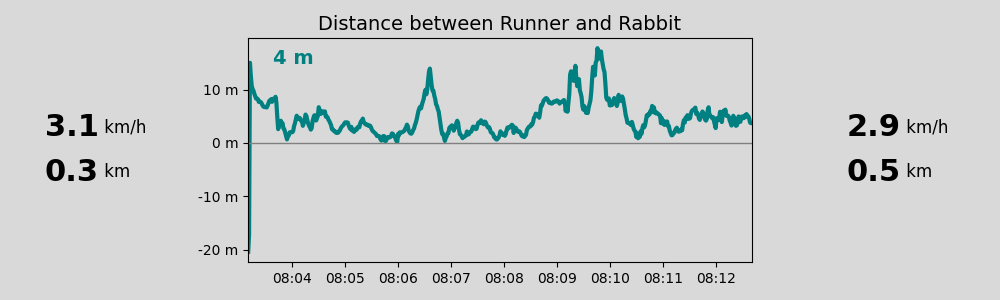 Distance between Runner and Rabbit
4 m
10 m
0 m
-10 m
-20 m
3.1 km/h
0.3 km
2.9 km/h
0.5 km
08:04 08:05 08:06 08:07 08:08 08:09 08:10 08:11 08:12